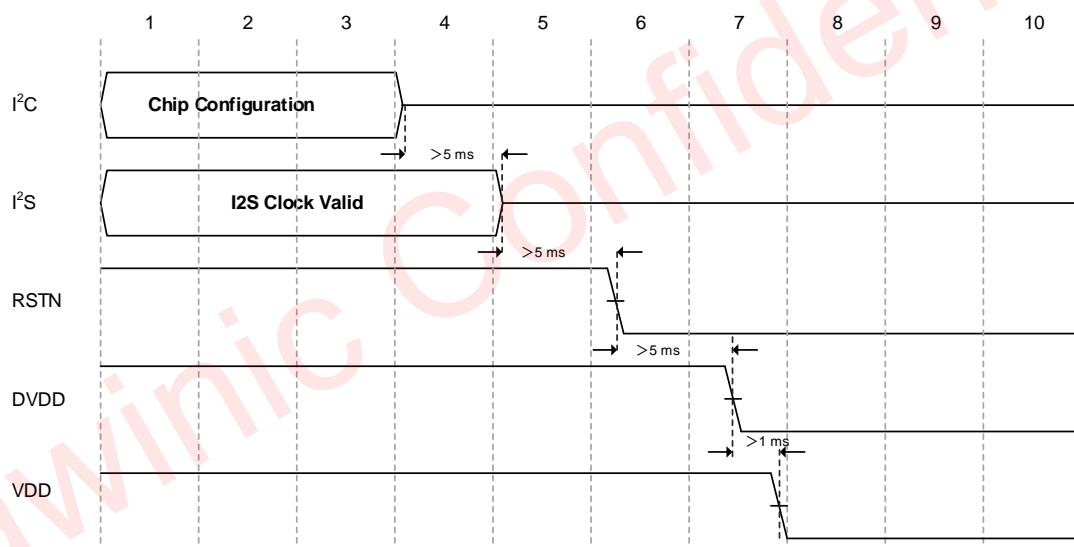 1 2 3 4 5 6 7 8 9 10
I²C
Chip Configuration
>5 ms
I²S
I2S Clock Valid
>5 ms
RSTN
>5 ms
DVDD
>1 ms
VDD
winic Confiden